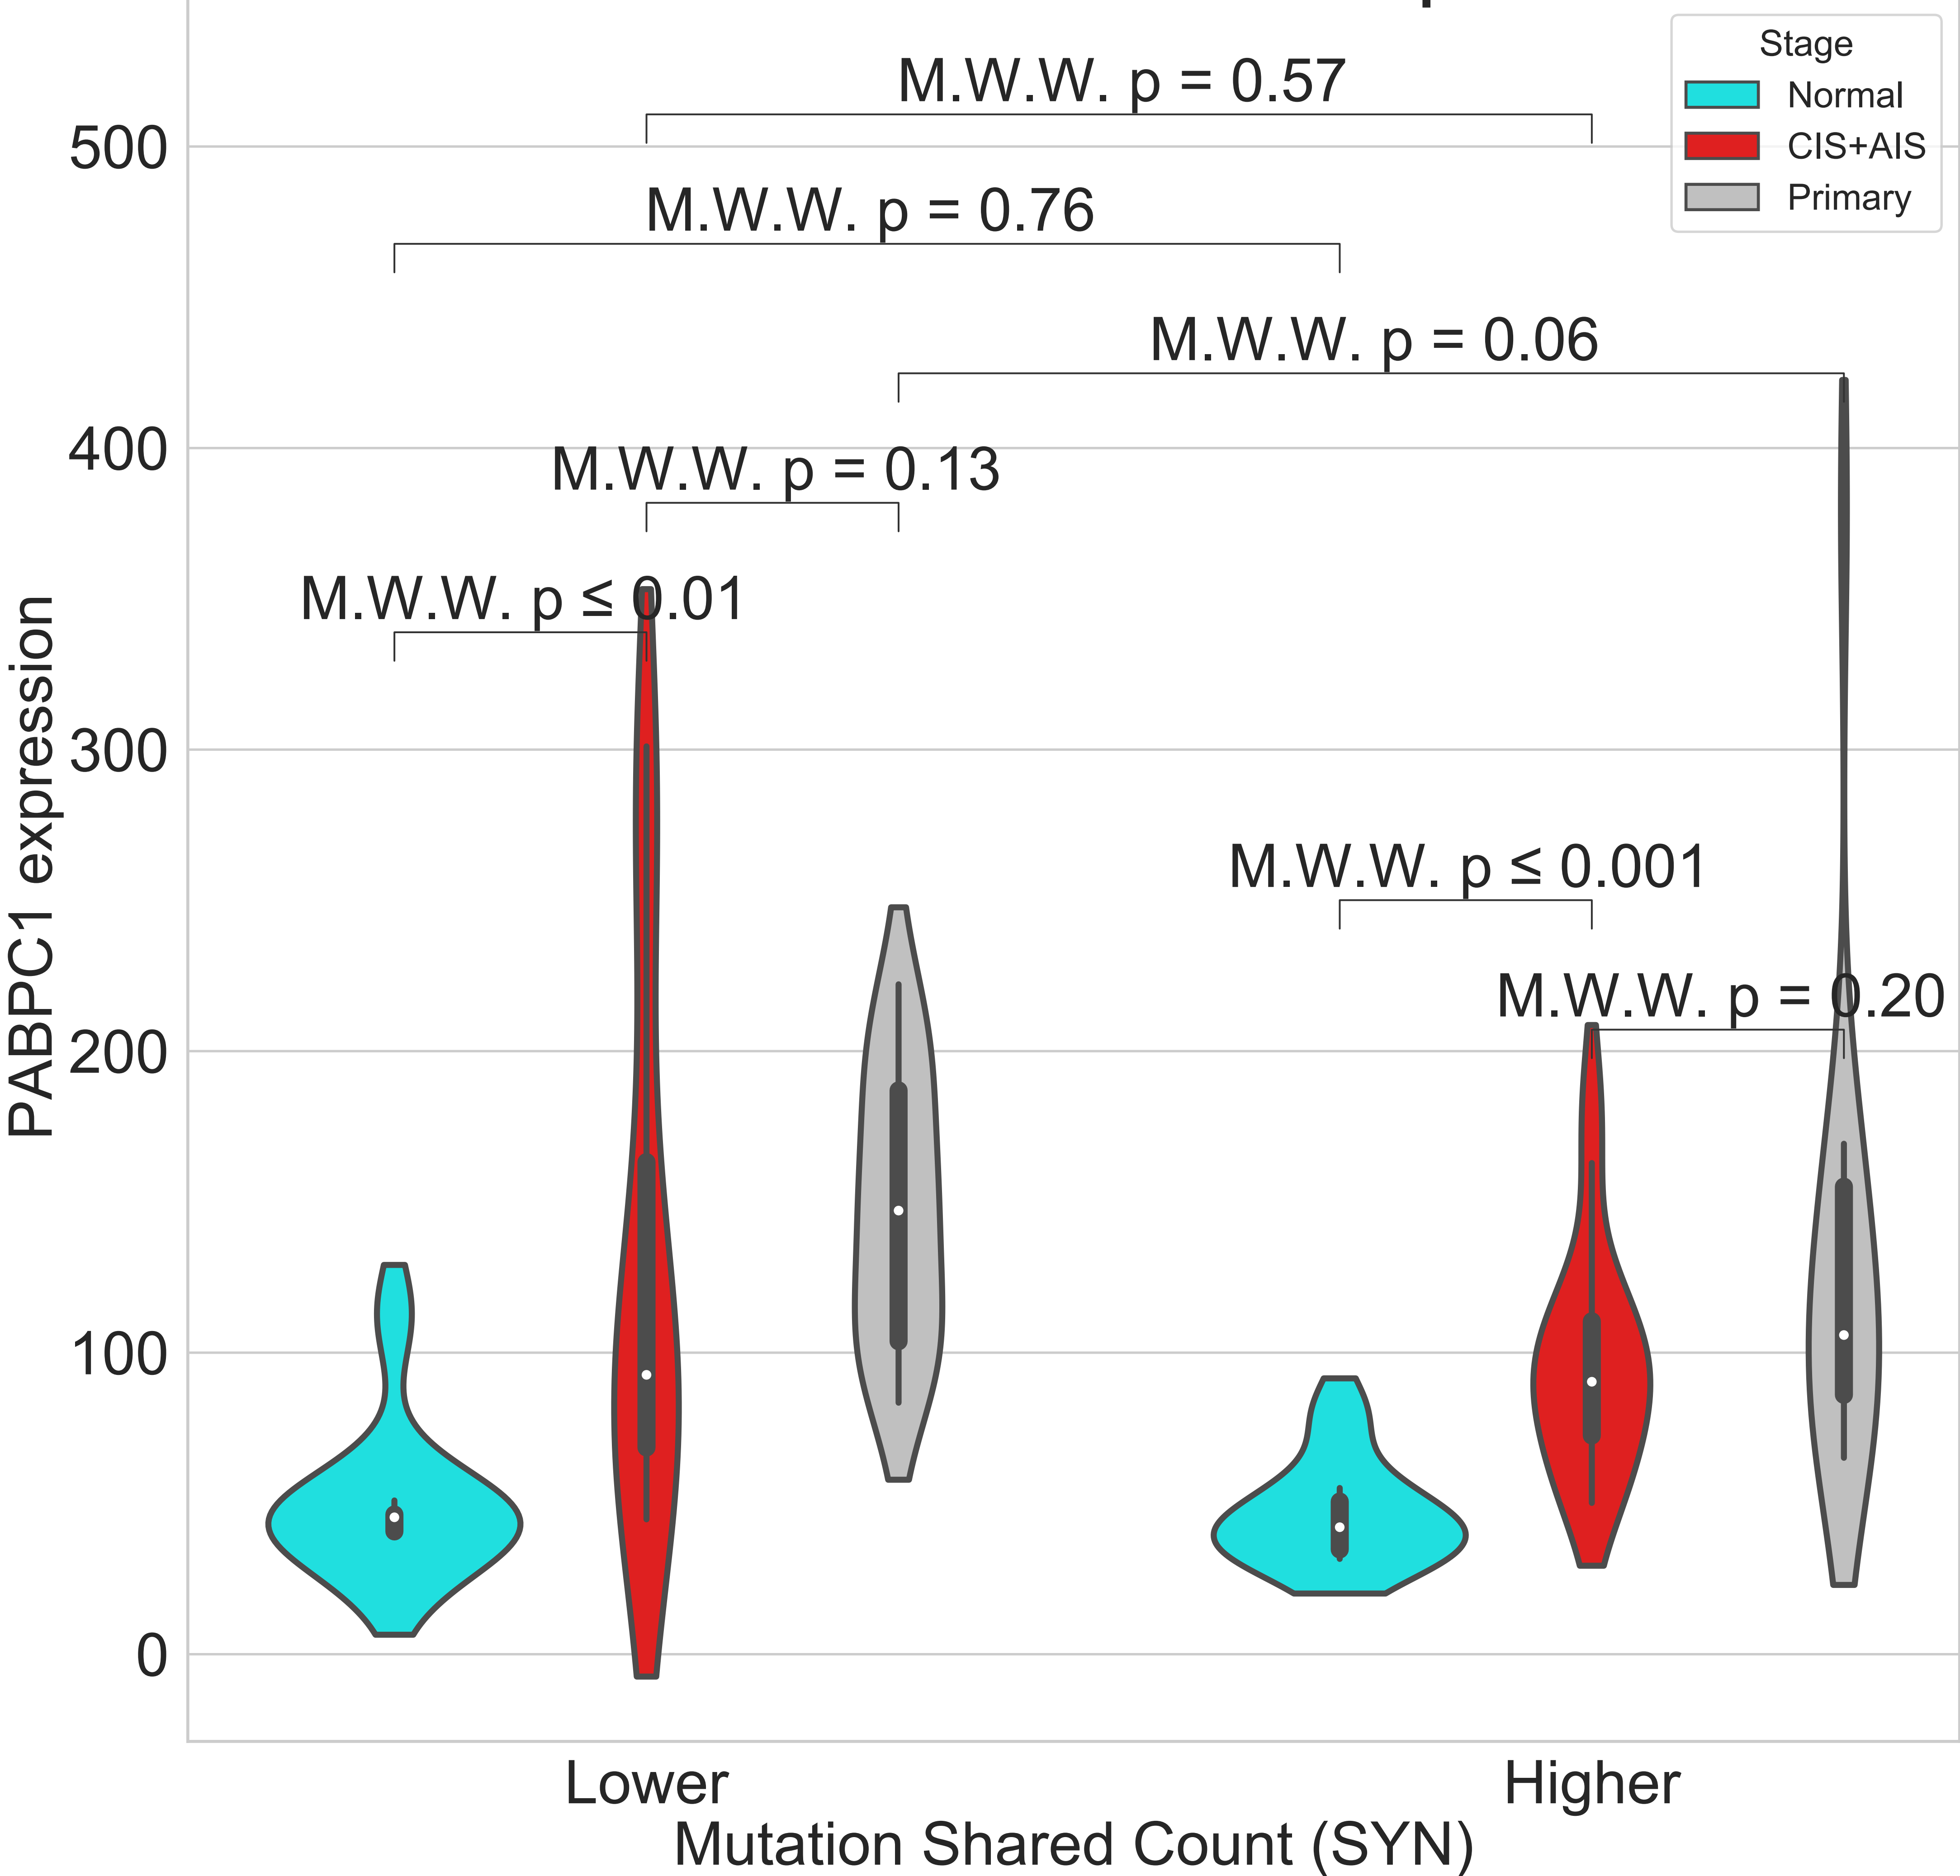 Stage
Normal
CIS+AIS
Primary
M.W.W. p = 0.57
500
M.W.W. p = 0.76
M.W.W. p = 0.06
400
M.W.W. p = 0.13
M.W.W. p ≤ 0.01
300
M.W.W. p ≤ 0.001
M.W.W. p = 0.20
200
100
0
PABPC1 expression
Lower
Higher
Mutation Shared Count (SYN)